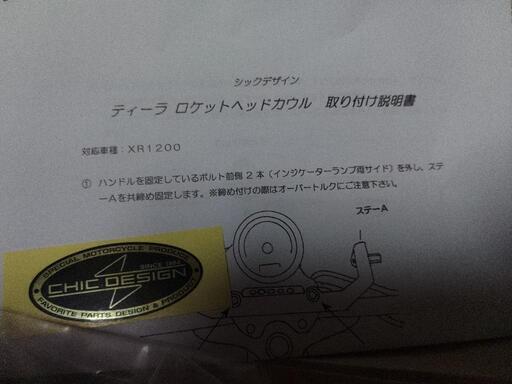 シックデザイン
ティーラ ロケットヘッドカウル 取り付け説明書
対応車種：XR1200
① ハンドルを固定しているボルト前側2本（インジケーターランプ両サイド）を外し、ステ
ーAを共締め固定します。※締め付けの際はオーバートルクにご注意下さい。
ステーA
SPECIAL MOTORCYCLE PRODUCE
CHIC DESIGN
FAVORITE PARTS DESIGN & PRODUCT